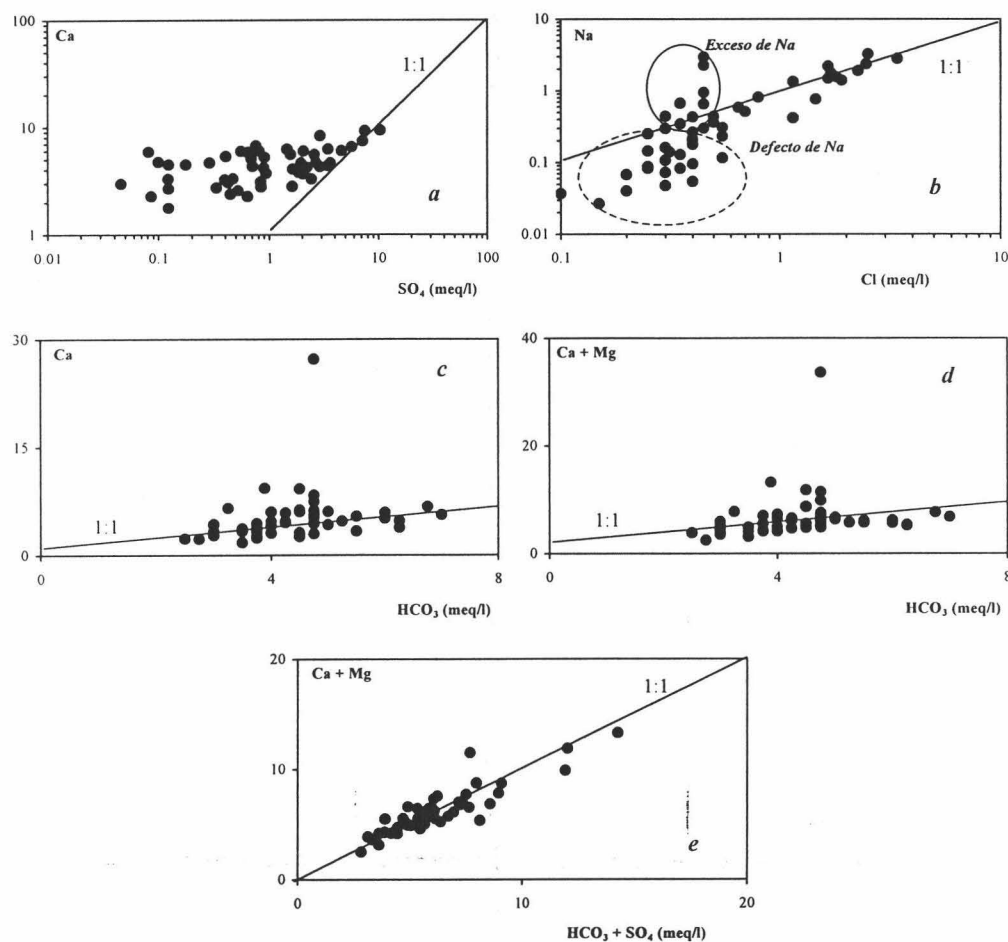 100
Ca
1:1
10
a
1
0.01
0.1
1
10
100
SO₄ (meq/l)
10
Na
Exceso de Na
1:1
1
0.1
Defecto de Na
b
0.01
0.1
1
10
Cl (meq/l)
30
Ca
c
15
1:1
0
0
4
8
HCO₃ (meq/l)
40
Ca + Mg
d
20
1:1
0
0
4
8
HCO₃ (meq/l)
20
Ca + Mg
1:1
10
e
0
0
10
20
HCO₃ + SO₄ (meq/l)